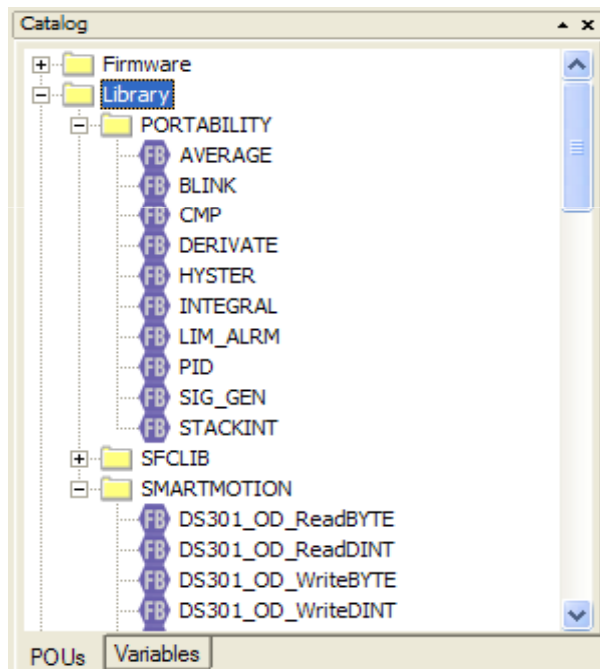 Catalog
Firmware
Library
PORTABILITY
FB AVERAGE
FB BLINK
FB CMP
FB DERIVATE
FB HYSTER
FB INTEGRAL
FB LIM_ALRM
FB PID
FB SIG_GEN
FB STACKINT
SFCLIB
SMARTMOTION
FB DS301_OD_ReadBYTE
FB DS301_OD_ReadDINT
FB DS301_OD_WriteBYTE
FB DS301_OD_WriteDINT
POUs Variables